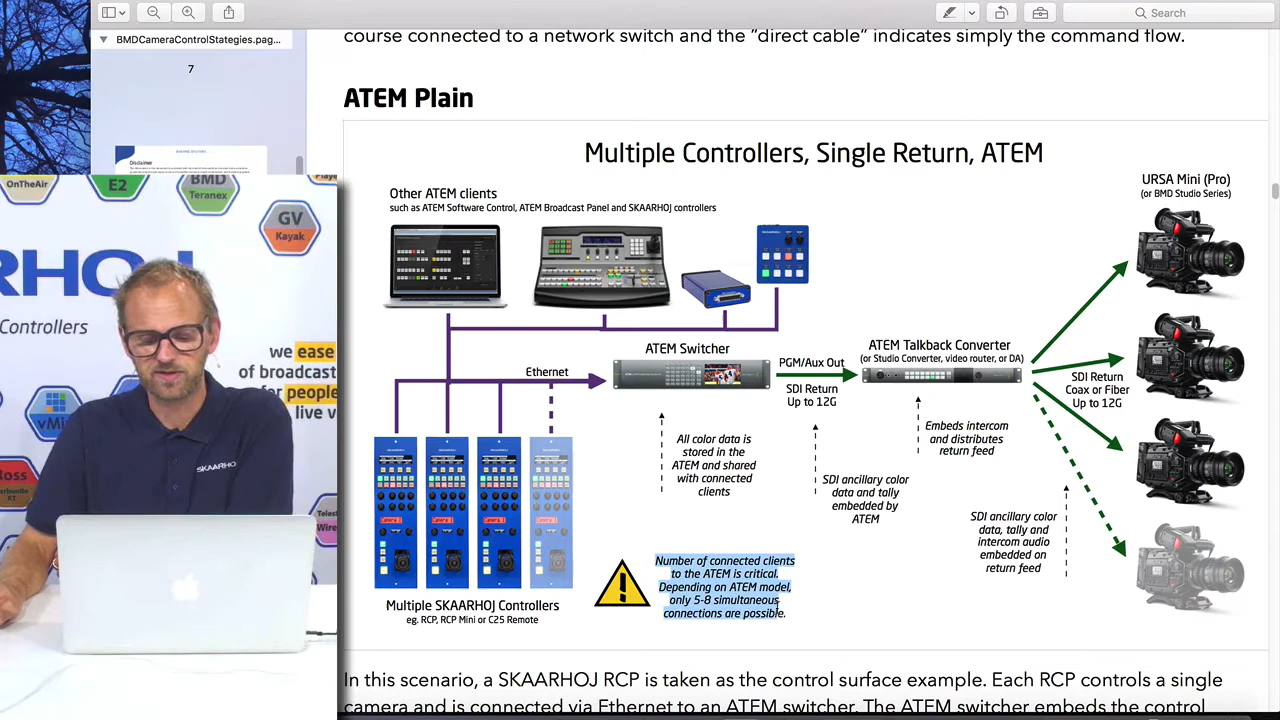 Search
BMDCameraControlStategies.pag...
7
Disclaimer
course connected to a network switch and the "direct cable" indicates simply the command flow.
ATEM Plain
Multiple Controllers, Single Return, ATEM
Other ATEM clients
such as ATEM Software Control, ATEM Broadcast Panel and SKAARHOJ controllers
URSA Mini (Pro)
(or BMD Studio Series)
ATEM Switcher
PGM/Aux Out
SDI Return
Up to 12G
ATEM Talkback Converter
(or Studio Converter, video router, or DA)
SDI Return
Coax or Fiber
Up to 12G
Ethernet
All color data is
stored in the
ATEM and shared
with connected
clients
SDI ancillary color
data and tally
embedded by
ATEM
Embeds intercom
and distributes
return feed
SDI ancillary color
data, tally and
intercom audio
embedded on
return feed
Number of connected clients
to the ATEM is critical.
Depending on ATEM model,
only 5-8 simultaneous
connections are possible.
Multiple SKAARHOJ Controllers
eg. RCP, RCP Mini or C25 Remote
In this scenario, a SKAARHOJ RCP is taken as the control surface example. Each RCP controls a single
camera and is connected via Ethernet to an ATEM switcher. The ATEM switcher embeds the control
OnTheAir
E2
BMD
Teranex
GV
Kayak
RHOJ
Controllers
we ease
of broadcast
for people
live v
vMi
Ross
SKAARHOJ
Telest
Wire